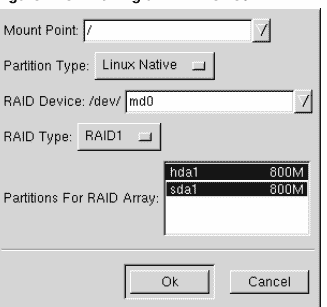 Mount Point: /
Partition Type: Linux Native
RAID Device: /dev/ md0
RAID Type: RAID1
hda1 800M
sda1 800M
Partitions For RAID Array:
Ok Cancel